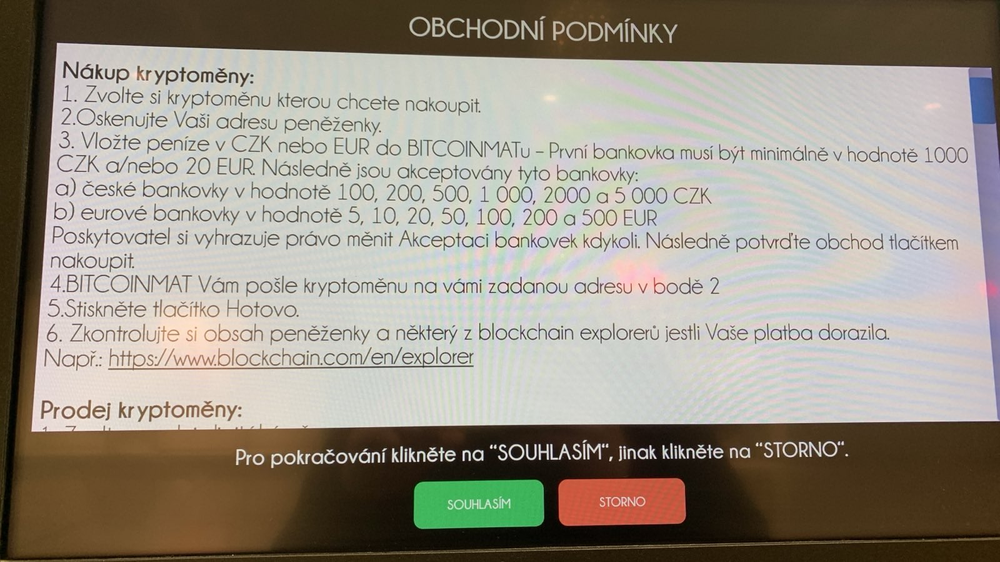 OBCHODNÍ PODMÍNKY
Nákup kryptoměny:
1. Zvolte si kryptoměnu kterou chcete nakoupit.
2.Oskenujte Vaši adresu peněženky.
3. Vložte peníze v CZK nebo EUR do BITCOINMATu – První bankovka musí být minimálně v hodnotě 1000
CZK a/nebo 20 EUR. Následně jsou akceptovány tyto bankovky:
a) české bankovky v hodnotě 100, 200, 500, 1 000, 2000 a 5 000 CZK
b) eurové bankovky v hodnotě 5, 10, 20, 50, 100, 200 a 500 EUR
Poskytovatel si vyhrazuje právo měnit Akceptaci bankovek kdykoli. Následně potvrďte obchod tlačítkem
nakoupit.
4.BITCOINMAT Vám pošle kryptoměnu na vámi zadanou adresu v bodě 2
5.Stiskněte tlačítko Hotovo.
6. Zkontrolujte si obsah peněženky a některý z blockchain explorerů jestli Vaše platba dorazila.
Např.: https://www.blockchain.com/en/explorer
Prodej kryptoměny:
Pro pokračování klikněte na “SOUHLASÍM“, jinak klikněte na “STORNO“.
SOUHLASÍM
STORNO